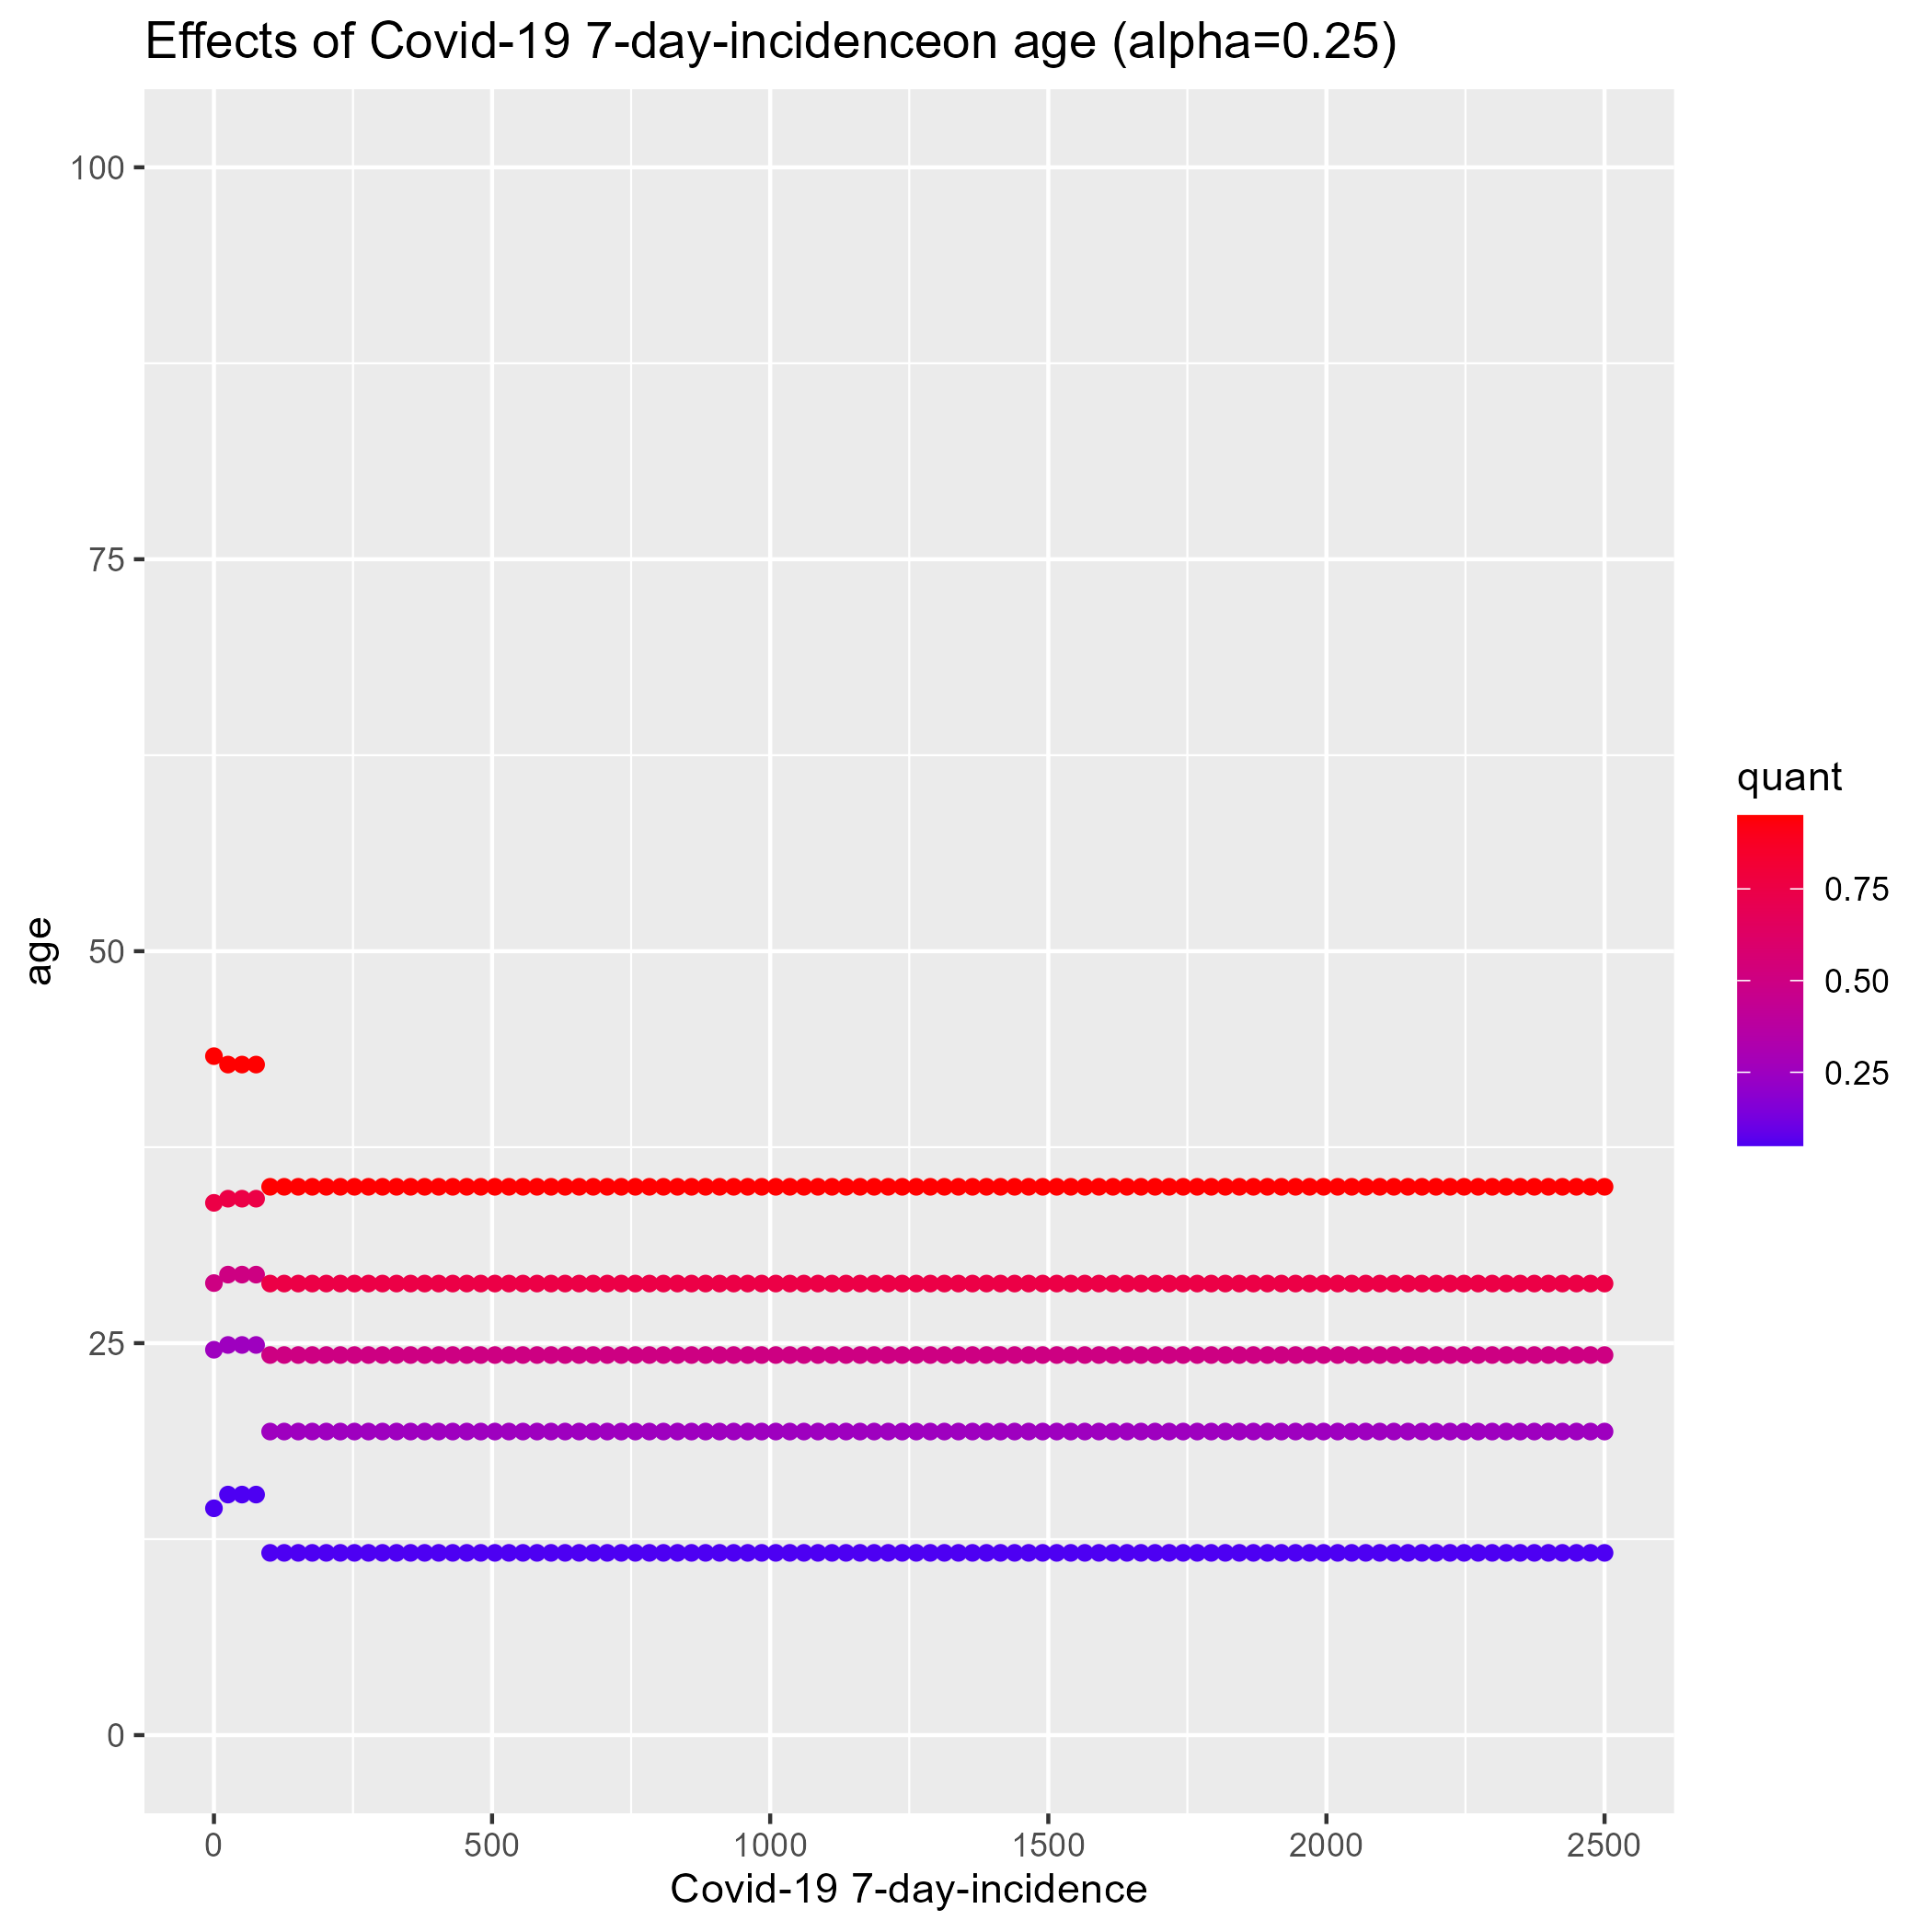 Effects of Covid-19 7-day-incidenceon age (alpha=0.25)
100
75
50
25
0
age
0 500 1000 1500 2000 2500
Covid-19 7-day-incidence
quant
0.75
0.50
0.25